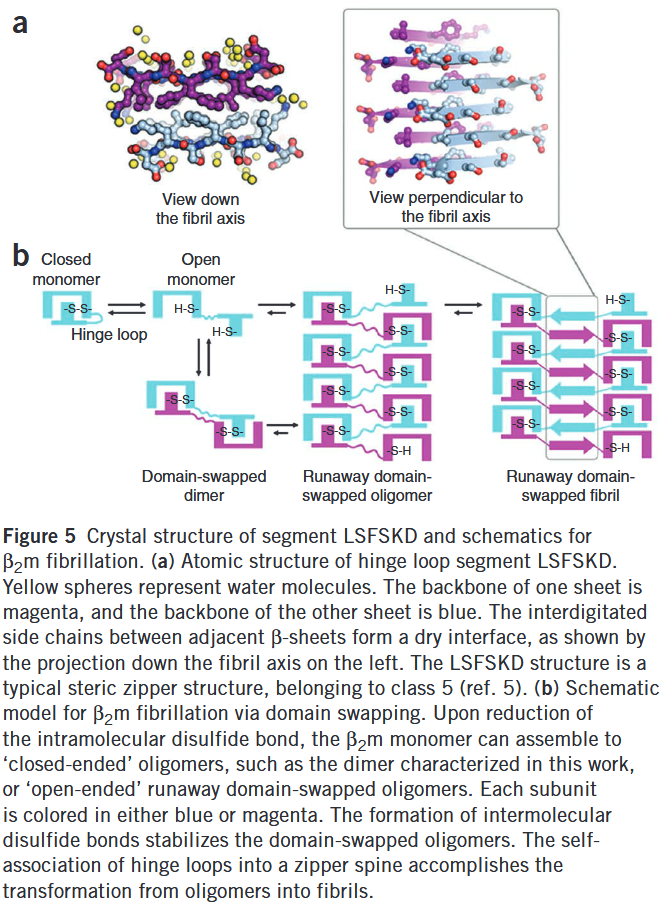 a
View down
the fibril axis
View perpendicular to
the fibril axis
b
Closed
monomer
Open
monomer
-S-S-
Hinge loop
H-S-
H-S-
-S-S-
-S-S-
Domain-swapped
dimer
H-S-
-S-S-
-S-S-
-S-S-
-S-S-
-S-S-
-S-S-
-S-S-
-S-H
Runaway domain-
swapped oligomer
H-S-
-S-S-
-S-S-
-S-S-
-S-S-
-S-S-
-S-S-
-S-S-
-S-H
Runaway domain-
swapped fibril
Figure 5 Crystal structure of segment LSFSKD and schematics for
β₂m fibrillation. (a) Atomic structure of hinge loop segment LSFSKD.
Yellow spheres represent water molecules. The backbone of one sheet is
magenta, and the backbone of the other sheet is blue. The interdigitated
side chains between adjacent β-sheets form a dry interface, as shown by
the projection down the fibril axis on the left. The LSFSKD structure is a
typical steric zipper structure, belonging to class 5 (ref. 5). (b) Schematic
model for β₂m fibrillation via domain swapping. Upon reduction of
the intramolecular disulfide bond, the β₂m monomer can assemble to
‘closed-ended’ oligomers, such as the dimer characterized in this work,
or ‘open-ended’ runaway domain-swapped oligomers. Each subunit
is colored in either blue or magenta. The formation of intermolecular
disulfide bonds stabilizes the domain-swapped oligomers. The self-
association of hinge loops into a zipper spine accomplishes the
transformation from oligomers into fibrils.